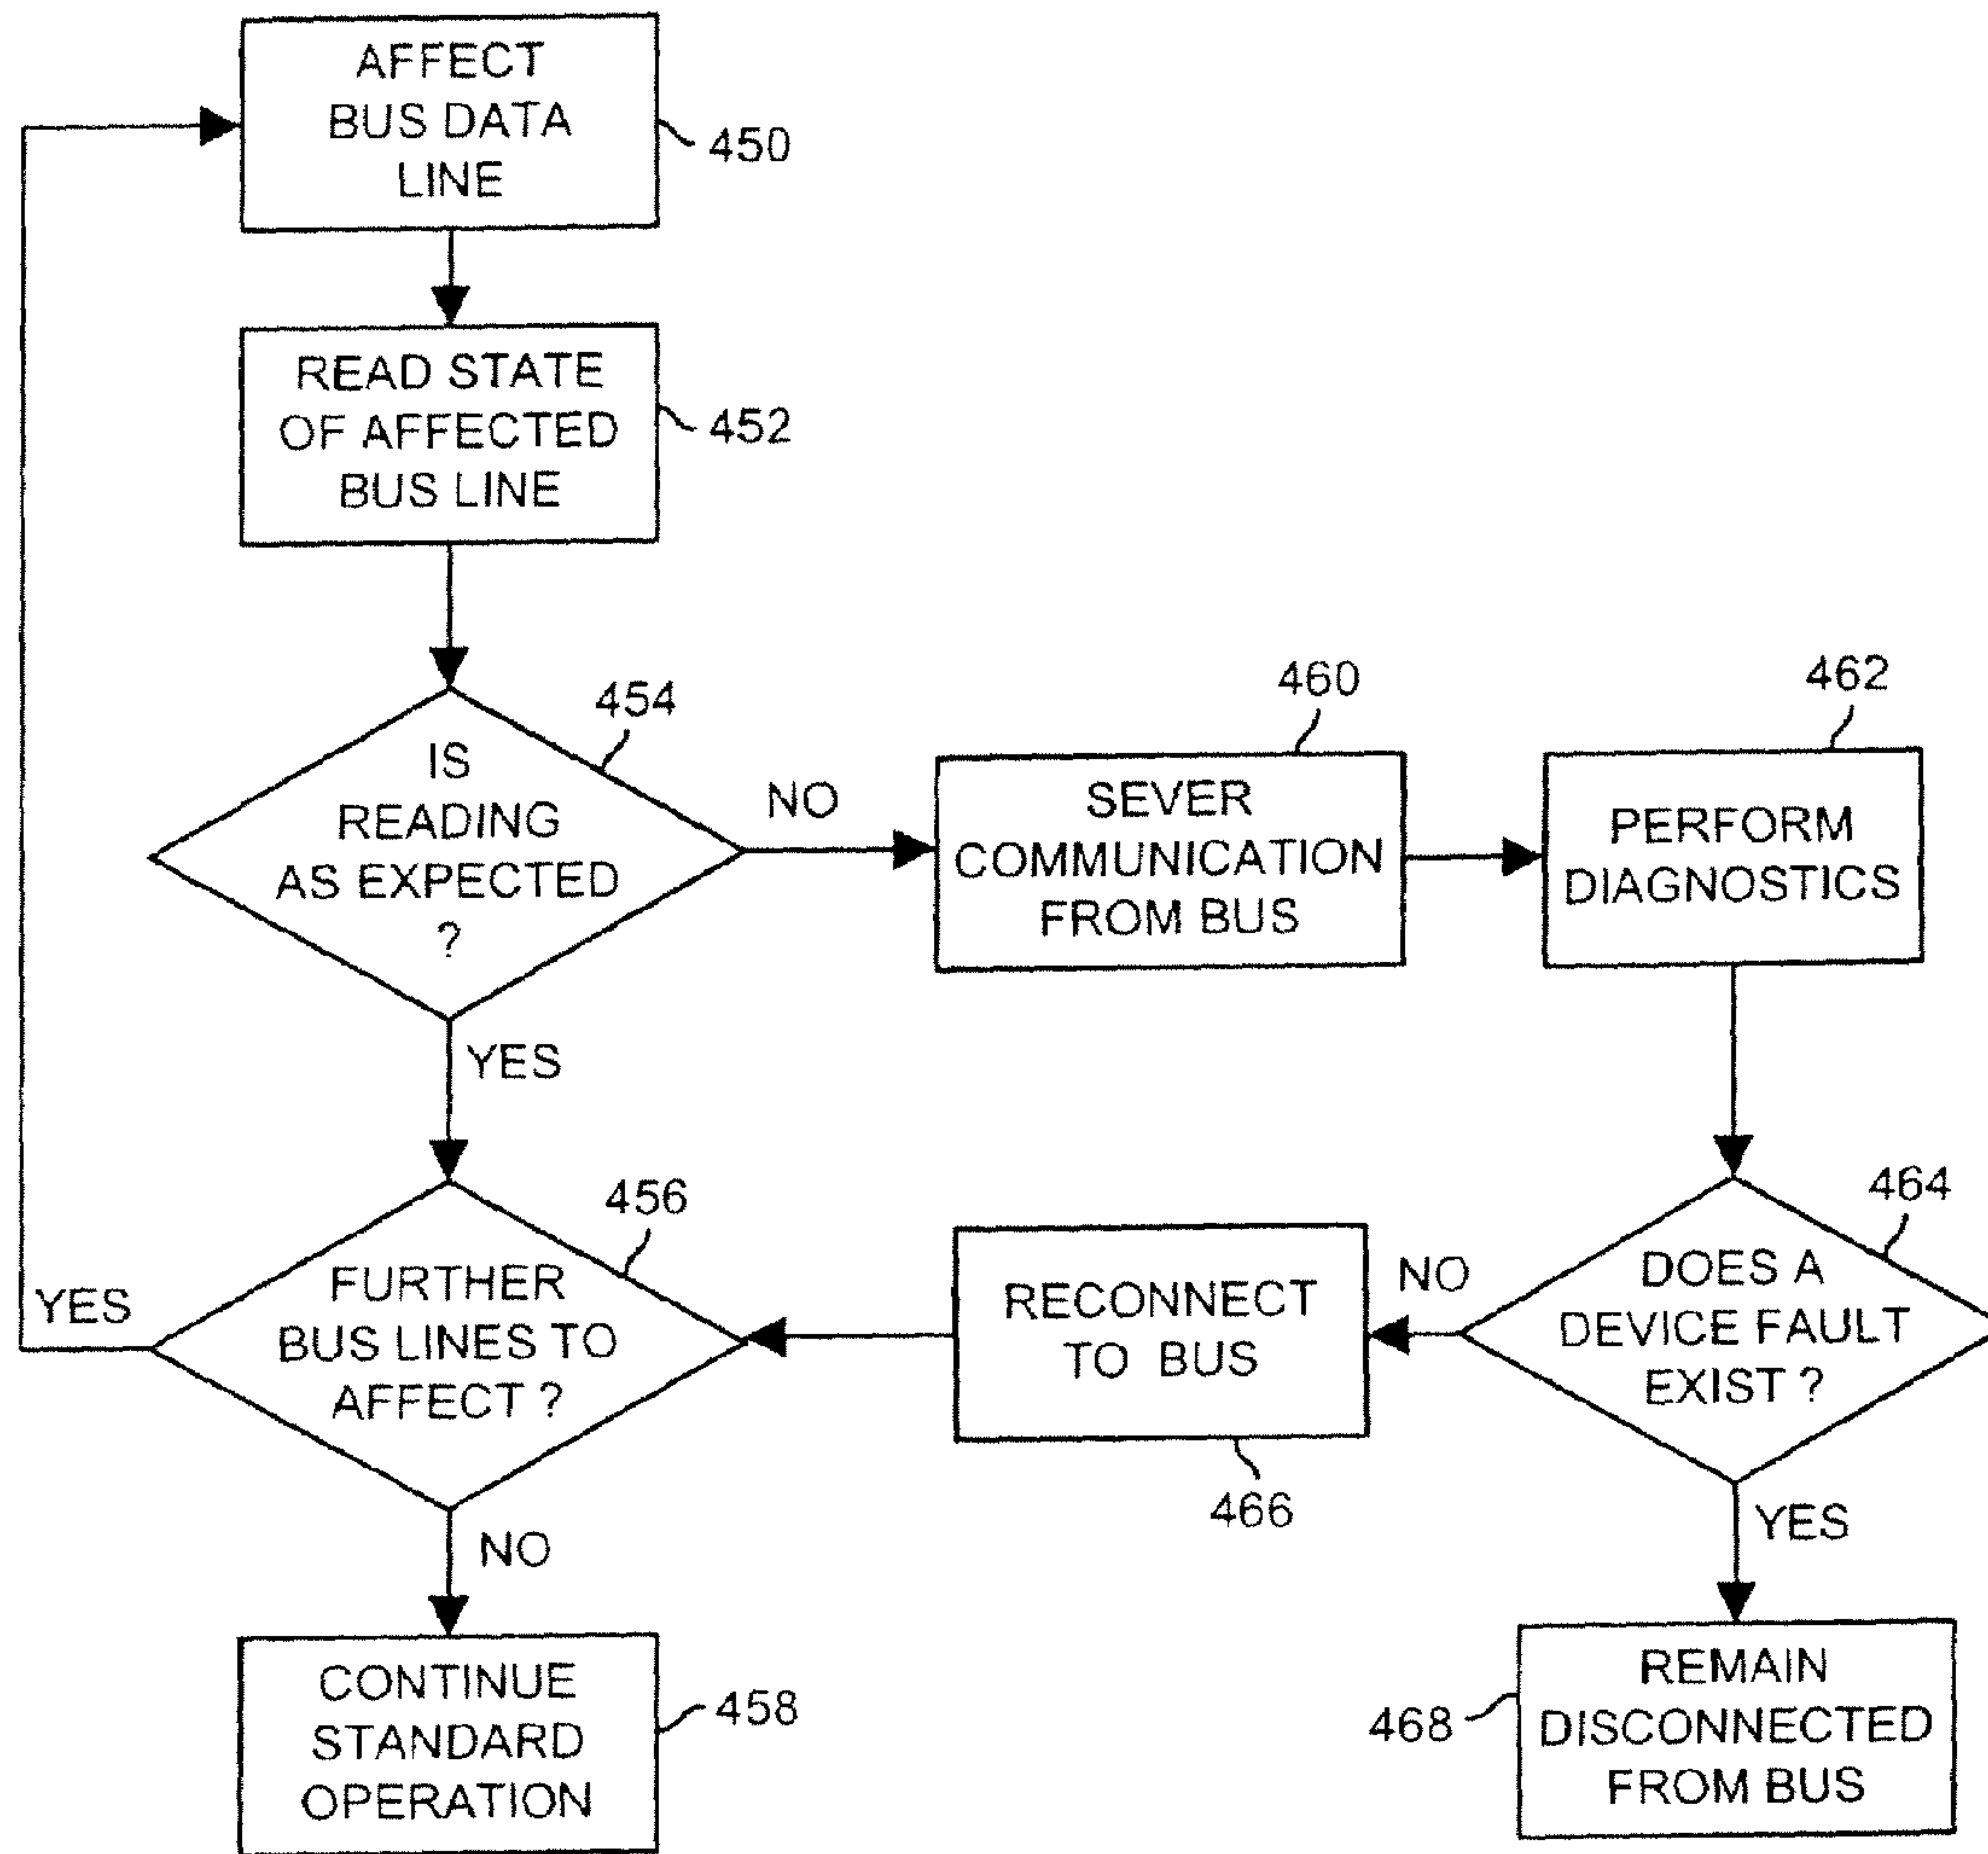 AFFECT
BUS DATA
LINE
450
READ STATE
OF AFFECTED
BUS LINE
452
454
IS
READING
AS EXPECTED
?
NO
YES
460
SEVER
COMMUNICATION
FROM BUS
462
PERFORM
DIAGNOSTICS
456
FURTHER
BUS LINES TO
AFFECT ?
YES
NO
RECONNECT
TO BUS
466
NO
464
DOES A
DEVICE FAULT
EXIST ?
YES
CONTINUE
STANDARD
OPERATION
458
468
REMAIN
DISCONNECTED
FROM BUS